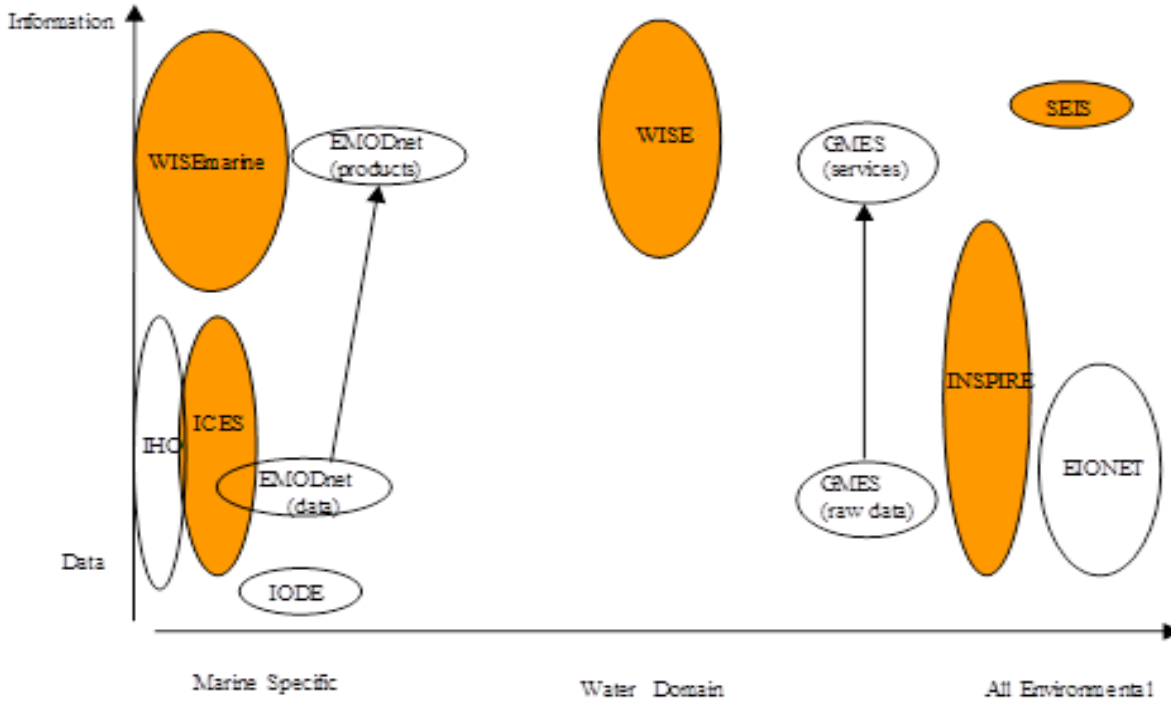 Information
SEIS
WISE
EMODnet
(products)
GMES
(services)
WISEmarine
INSPIRE
ICES
IHO
EIONET
EMODnet
(data)
GMES
(raw data)
Data
IODE
Marine Specific
Water Domain
All Environmental